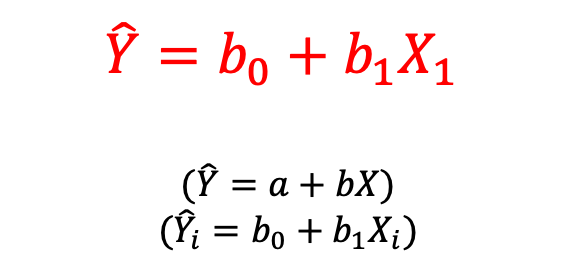 Ŷ = b₀ + b₁X₁
(Ŷ = a + bX)
(Ŷᵢ = b₀ + b₁Xᵢ)